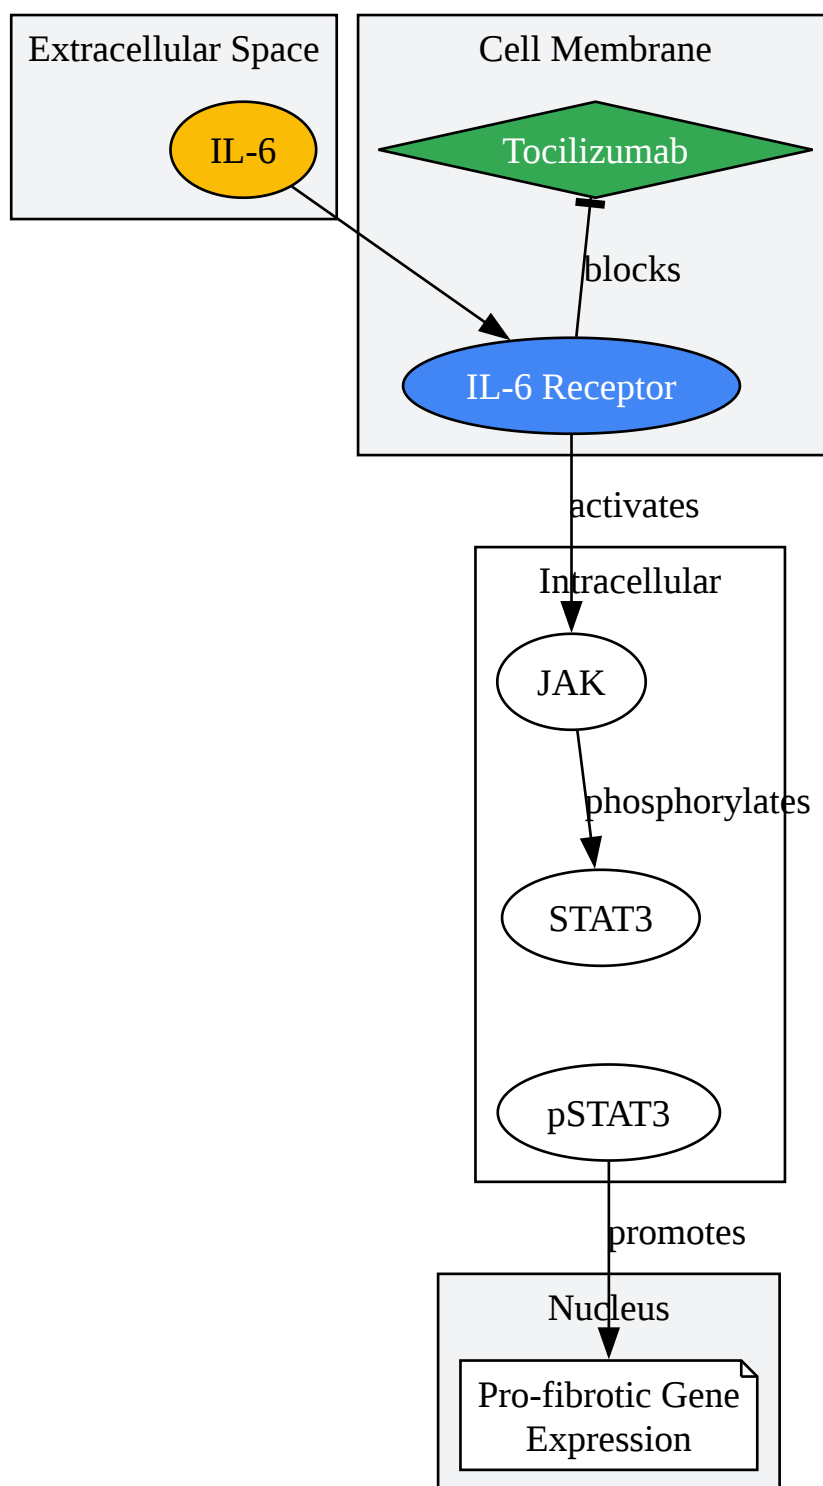 Extracellular Space
Cell Membrane
IL-6
Tocilizumab
blocks
IL-6 Receptor
activates
Intracellular
JAK
phosphorylates
STAT3
pSTAT3
promotes
Nucleus
Pro-fibrotic Gene
Expression